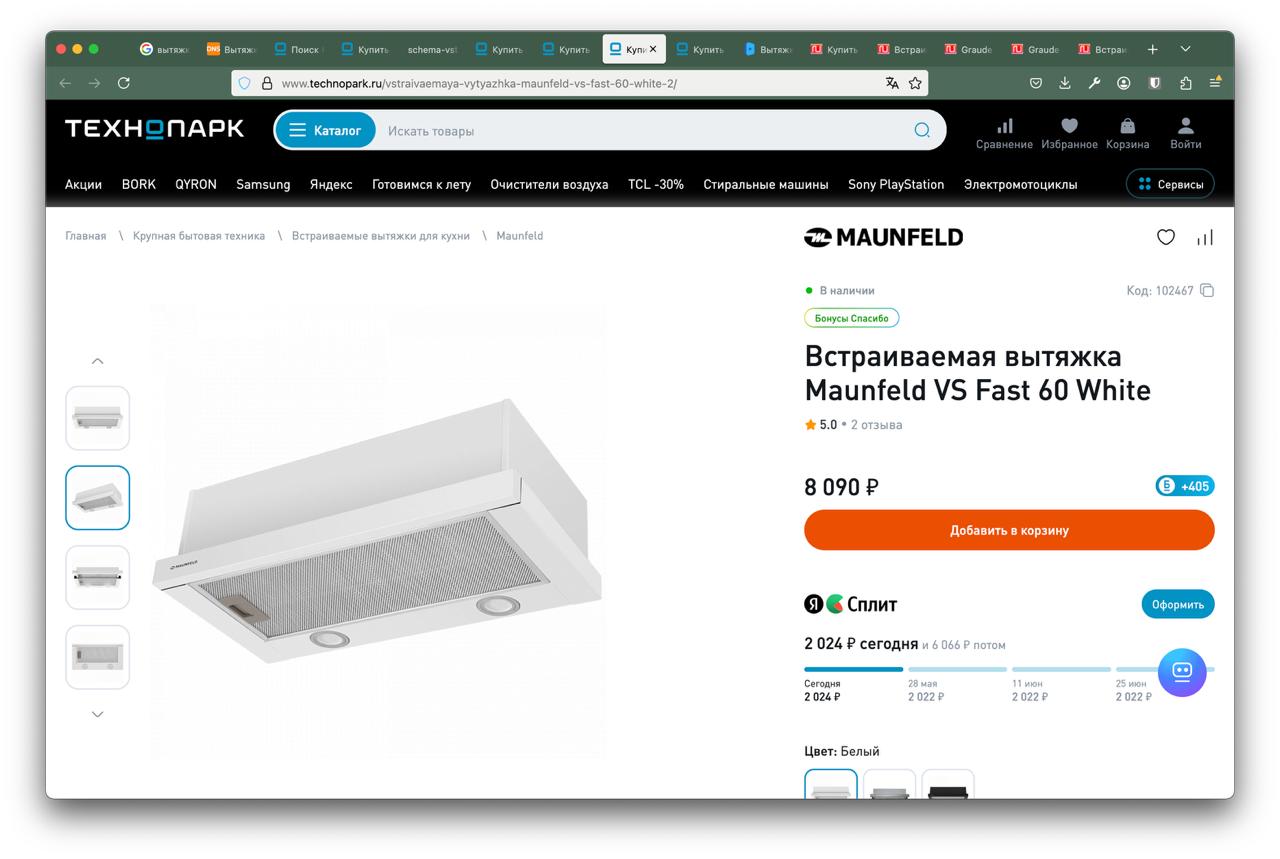 вытяжк
DNS
Вытяжк
Поиск
Купить
schema-vst
Купить
Купить
Купи
Купить
Вытяжк
Купить
Встраи
Graude
Graude
Встраи
www.technopark.ru/vstraivaemaya-vytyazhka-maunfeld-vs-fast-60-white-2/
ТЕХНОПАРК
Каталог
Искать товары
Сравнение
Избранное
Корзина
Войти
Акции
BORK
QYRON
Samsung
Яндекс
Готовимся к лету
Очистители воздуха
TCL -30%
Стиральные машины
Sony PlayStation
Электромотоциклы
Сервисы
Главная \ Крупная бытовая техника \ Встраиваемые вытяжки для кухни \ Maunfeld
MAUNFELD
В наличии
Код: 102467
Бонусы Спасибо
Встраиваемая вытяжка
Maunfeld VS Fast 60 White
5.0 • 2 отзыва
8 090 ₽
Б +405
Добавить в корзину
MAUNFELD
Я Сплит
Оформить
2 024 ₽ сегодня и 6 066 ₽ потом
Сегодня
2 024 ₽
28 мая
2 022 ₽
11 июн
2 022 ₽
25 июн
2 022 ₽
Цвет: Белый